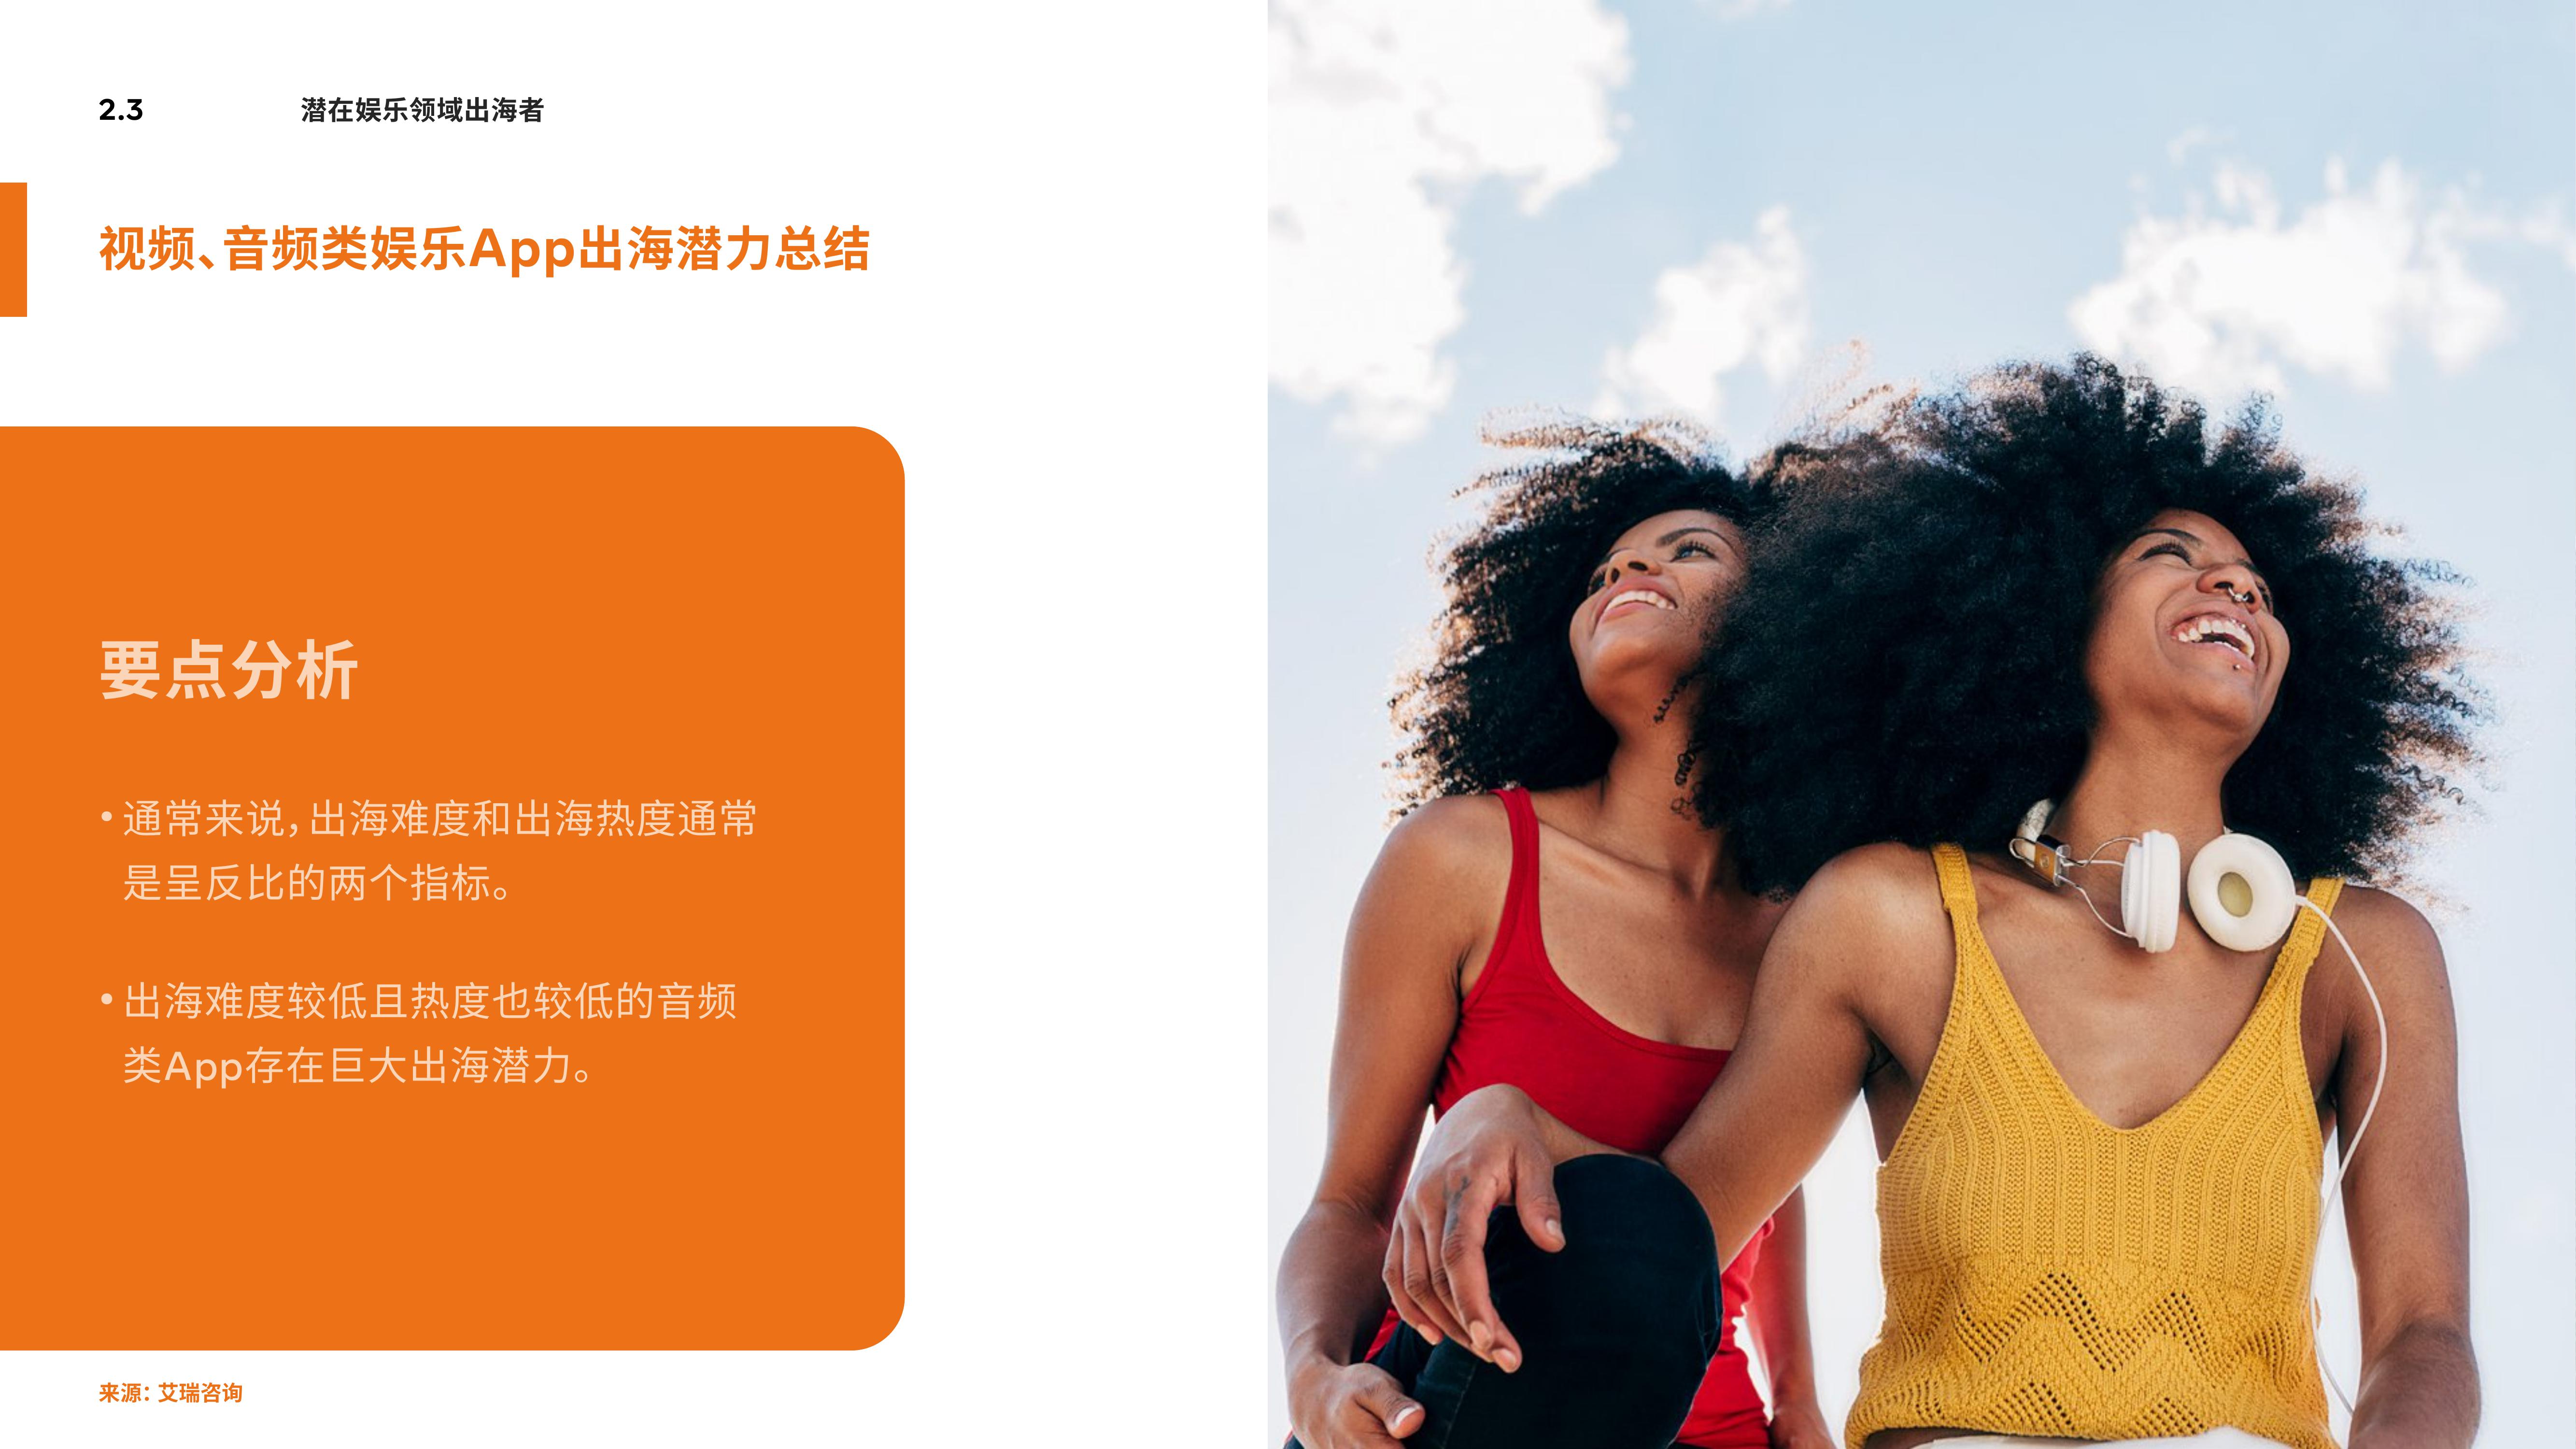 2.3
潜在娱乐领域出海者
视频、音频类娱乐App出海潜力总结
要点分析
• 通常来说，出海难度和出海热度通常
是呈反比的两个指标。
• 出海难度较低且热度也较低的音频
类App存在巨大出海潜力。
来源：艾瑞咨询